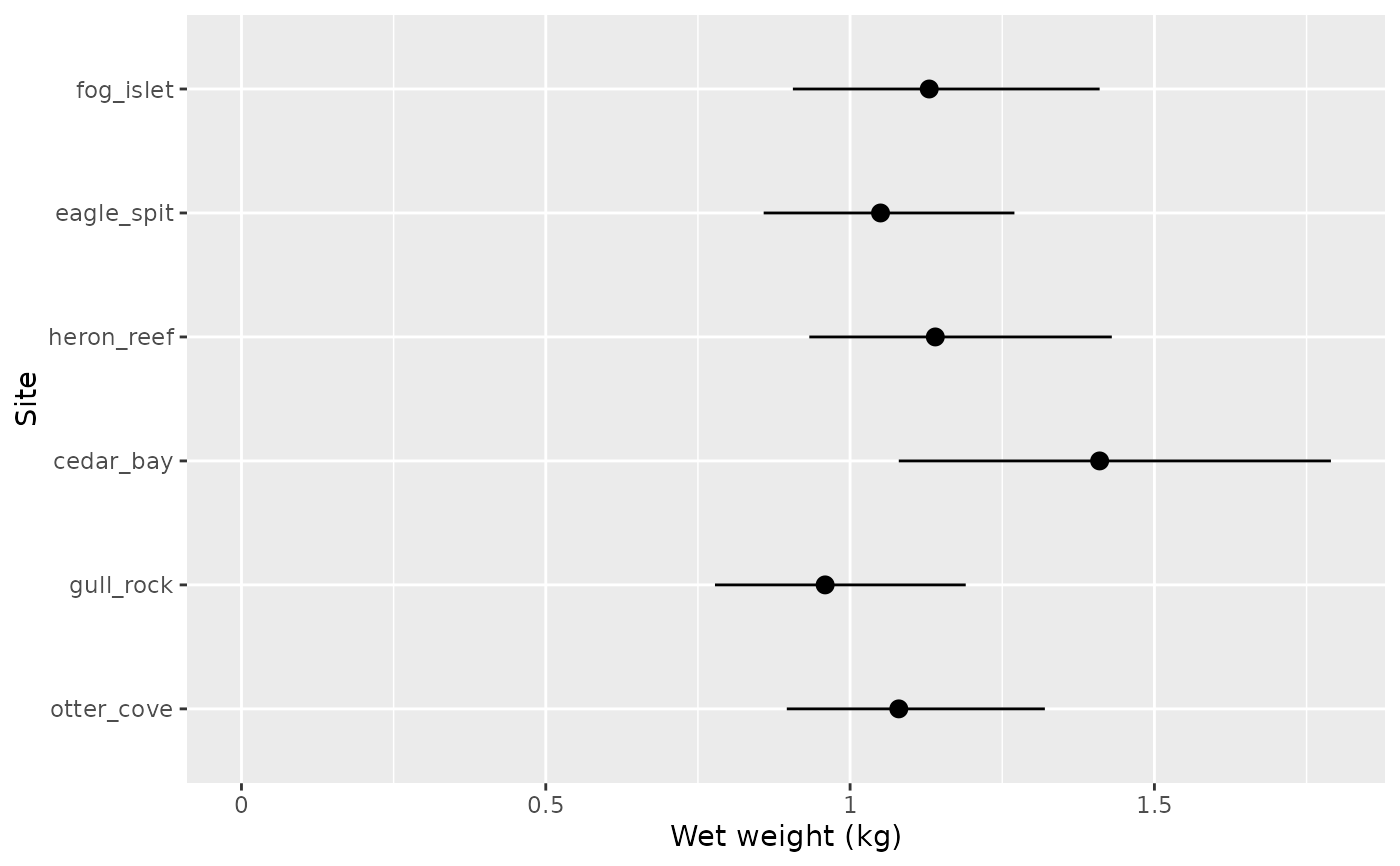 fog_islet
eagle_spit
heron_reef
cedar_bay
gull_rock
otter_cove
Site
0 0.5 1 1.5
Wet weight (kg)